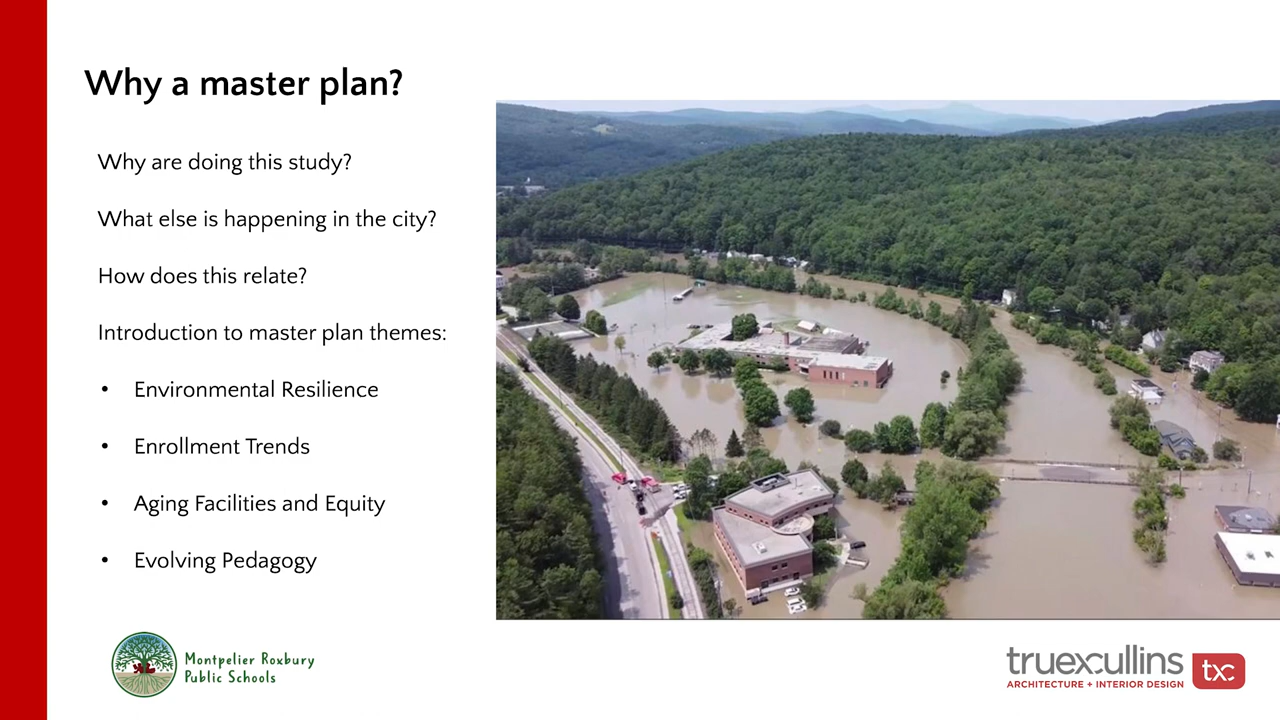 Why a master plan?
Why are doing this study?
What else is happening in the city?
How does this relate?
Introduction to master plan themes:
• Environmental Resilience
• Enrollment Trends
• Aging Facilities and Equity
• Evolving Pedagogy
Montpelier Roxbury
Public Schools
truexcullins
ARCHITECTURE + INTERIOR DESIGN
txc